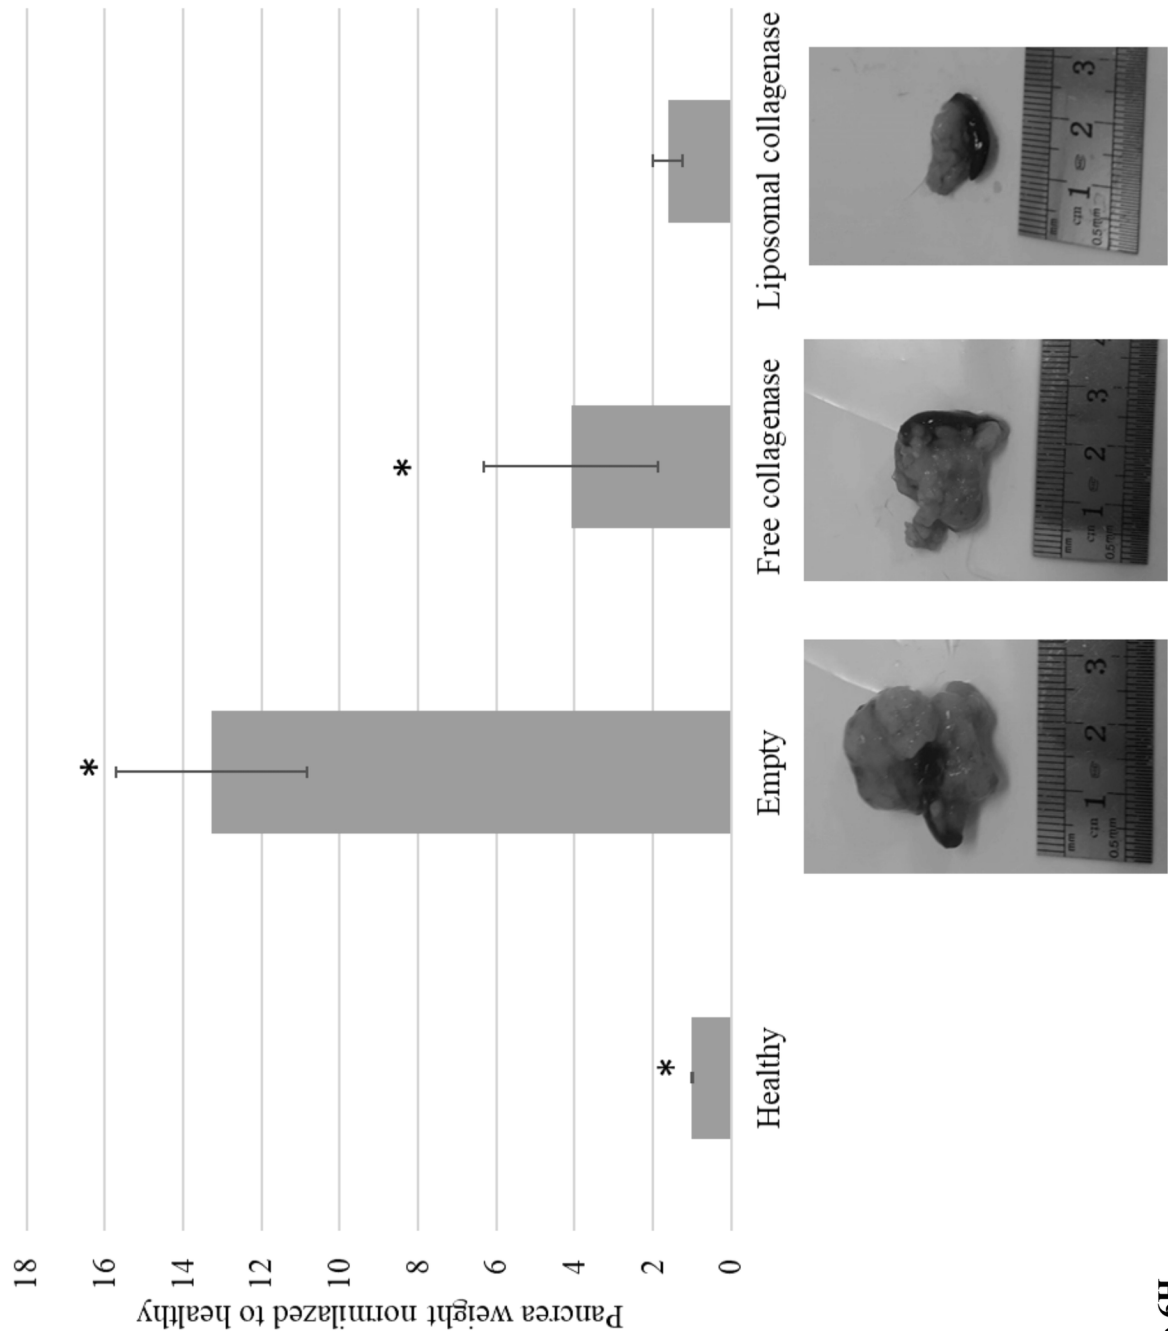 18
16
14
12
10
8
6
4
2
0
Pancrea weight normilazed to healthy
*
*
*
Healthy
Empty
Free collagenase
Liposomal collagenase
mm
cm 1 2 3
0.5mm
mm
cm 1 2 3
0.5mm
mm
cm 1 2 3
0.5mm